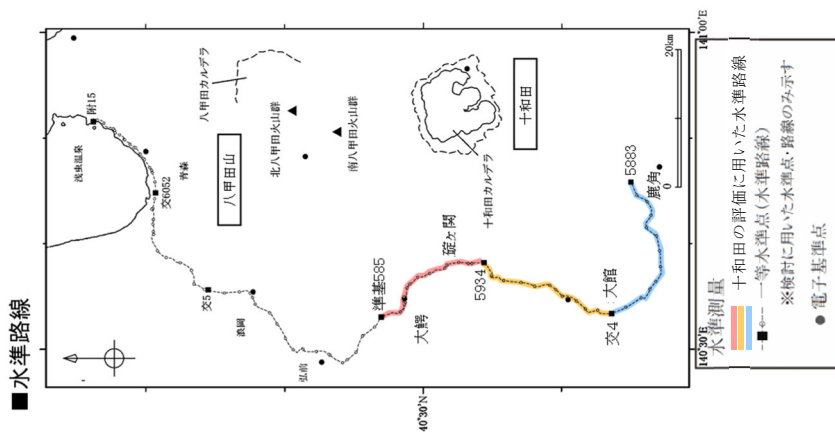 ■水準路線
141°00'E
140°30'E
40°30'N
浅虫温泉
附15
青森
交6052
八甲田カルデラ
八甲田山
北八甲田火山群
南八甲田火山群
交5
浪岡
弘前
準基585
大鰐
碇ヶ関
5934
十和田カルデラ
十和田
交4
大館
5883
鹿角
0
20km
水準測量
十和田の評価に用いた水準路線
一等水準点(水準路線)
※検討に用いた水準点・路線のみ示す
電子基準点